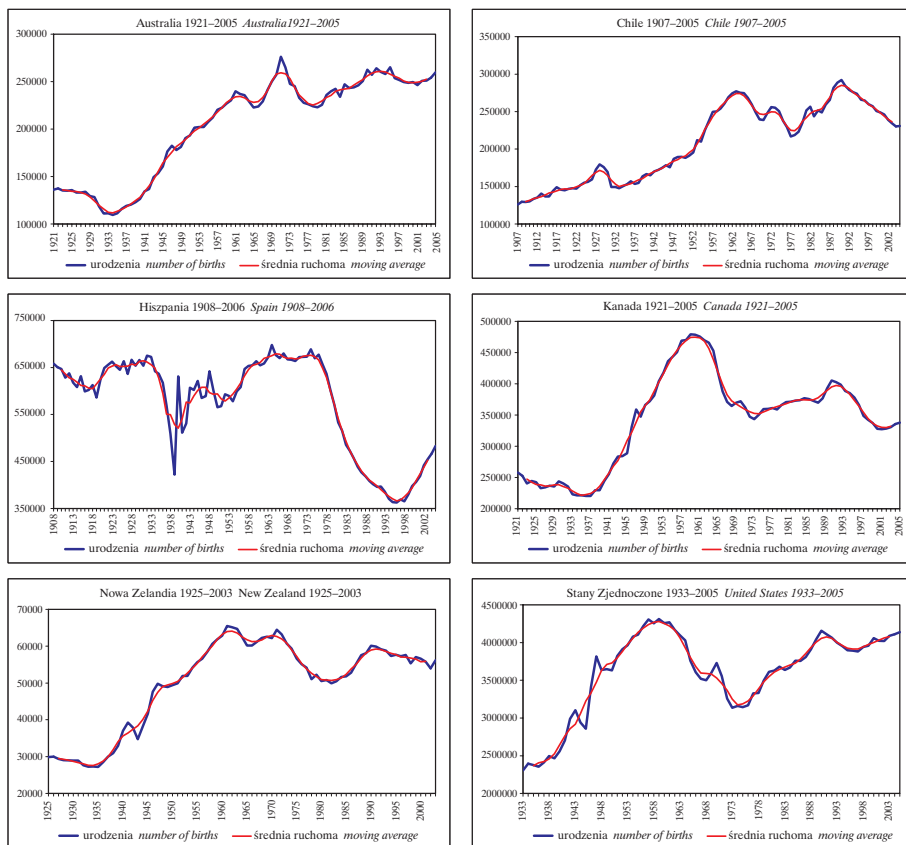 Australia 1921–2005 Australia1921–2005
300000
250000
200000
150000
100000
1921 1925 1929 1933 1937 1941 1945 1949 1953 1957 1961 1965 1969 1973 1977 1981 1985 1989 1993 1997 2001 2005
urodzenia number of births średnia ruchoma moving average
Chile 1907–2005 Chile 1907–2005
350000
300000
250000
200000
150000
100000
1907 1912 1917 1922 1927 1932 1937 1942 1947 1952 1957 1962 1967 1972 1977 1982 1987 1992 1997 2002
urodzenia number of births średnia ruchoma moving average
Hiszpania 1908–2006 Spain 1908–2006
750000
650000
550000
450000
350000
1908 1913 1918 1923 1928 1933 1938 1943 1948 1953 1958 1963 1968 1973 1978 1983 1988 1993 1998 2002
urodzenia number of births średnia ruchoma moving average
Kanada 1921–2005 Canada 1921–2005
500000
450000
400000
350000
300000
250000
200000
1921 1925 1929 1933 1937 1941 1945 1949 1953 1957 1961 1965 1969 1973 1977 1981 1985 1989 1993 1997 2001 2005
urodzenia number of births średnia ruchoma moving average
Nowa Zelandia 1925–2003 New Zealand 1925–2003
70000
60000
50000
40000
30000
20000
1925 1930 1935 1940 1945 1950 1955 1960 1965 1970 1975 1980 1985 1990 1995 2000
urodzenia number of births średnia ruchoma moving average
Stany Zjednoczone 1933–2005 United States 1933–2005
4500000
4000000
3500000
3000000
2500000
2000000
1933 1938 1943 1948 1953 1958 1963 1968 1973 1978 1983 1988 1993 1998 2003
urodzenia number of births średnia ruchoma moving average